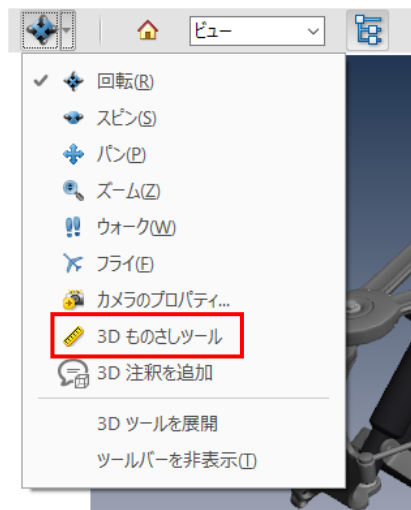 ビュー
回転(R)
スピン(S)
パン(P)
ズーム(Z)
ウォーク(W)
フライ(F)
カメラのプロパティ...
3D ものさしツール
3D 注釈を追加
3D ツールを展開
ツールバーを非表示(T)